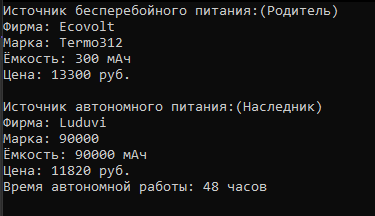 Источник бесперебойного питания:(Родитель)
Фирма: Ecovolt
Марка: Termo312
Ёмкость: 300 мАч
Цена: 13300 руб.
Источник автономного питания:(Наследник)
Фирма: Luduvi
Марка: 90000
Ёмкость: 90000 мАч
Цена: 11820 руб.
Время автономной работы: 48 часов